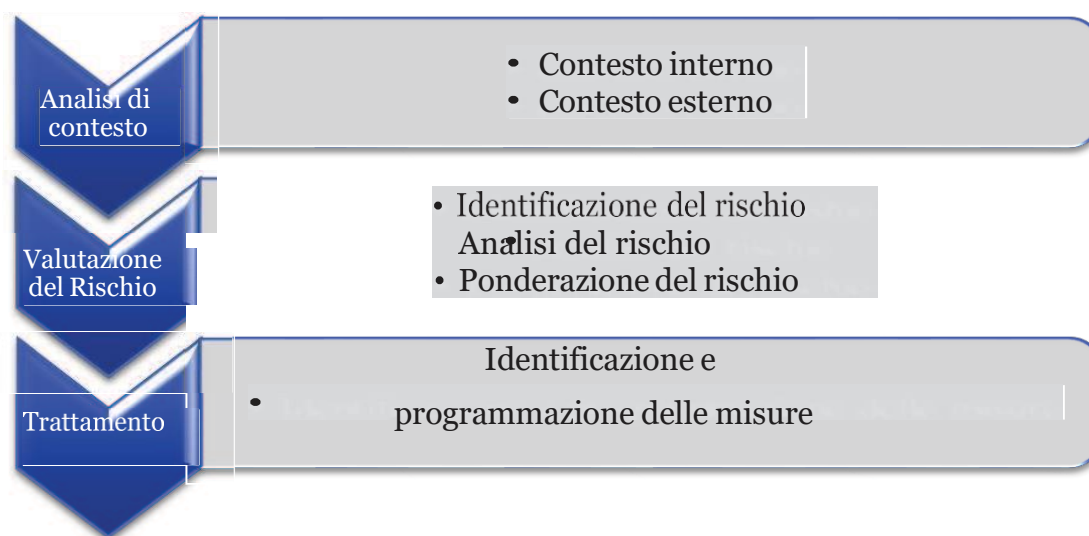 Analisi di
contesto
• Contesto interno
• Contesto esterno
Valutazione
del Rischio
• Identificazione del rischio
• Analisi del rischio
• Ponderazione del rischio
Trattamento
• Identificazione e
programmazione delle misure